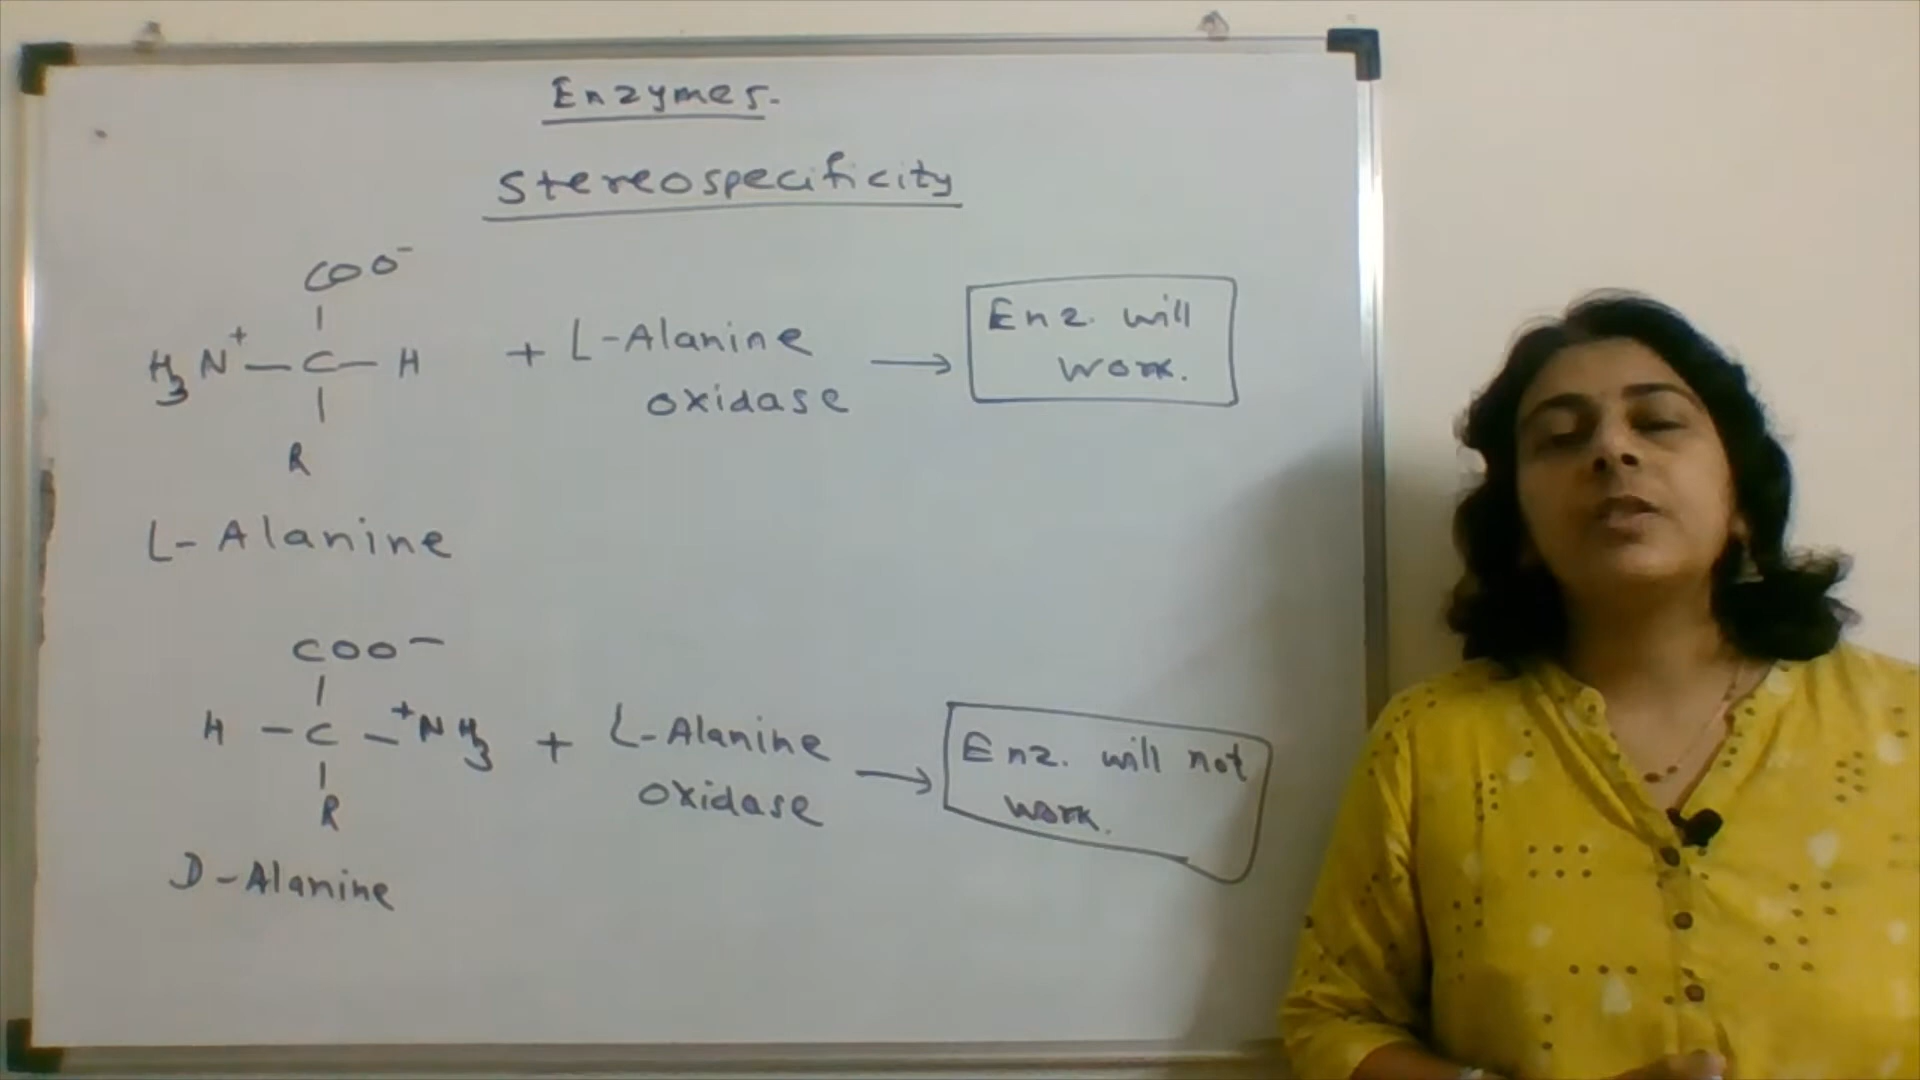 Enzymes.
Stereospecificity
COO⁻
H₃N⁺ — C — H + L-Alanine
oxidase → Enz. will
work.
R
L-Alanine
COO⁻
H — C — ⁺NH₃ + L-Alanine
oxidase → Enz. will not
work.
R
D-Alanine